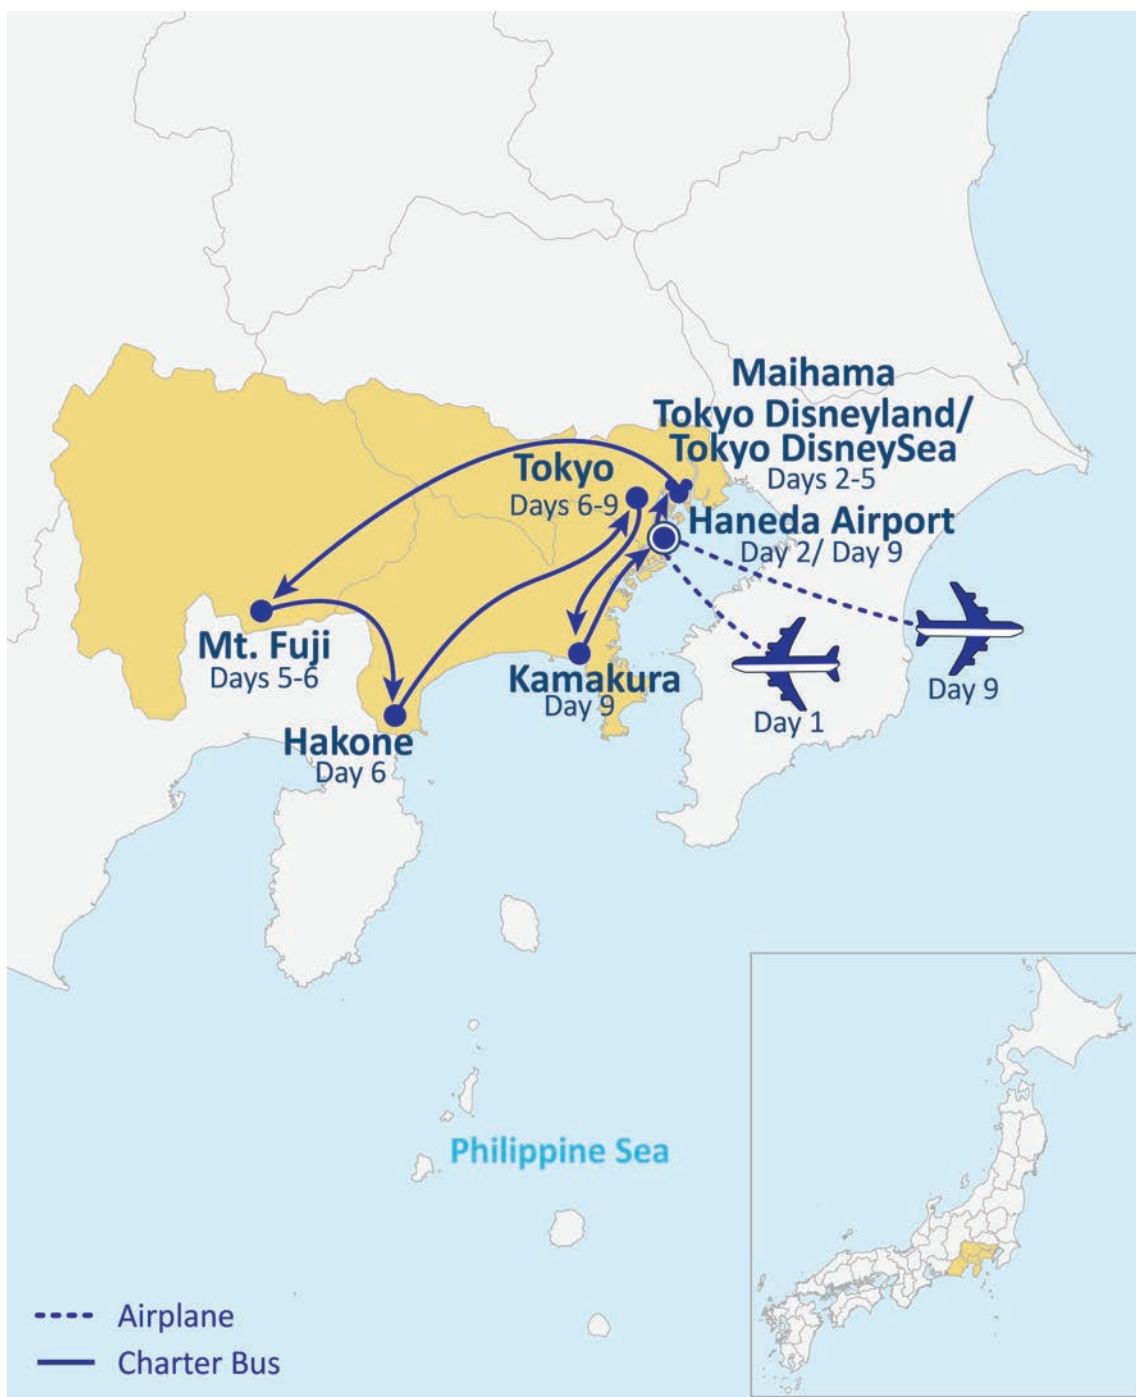 Maihama
Tokyo Disneyland/
Tokyo DisneySea
Days 2-5
Tokyo
Days 6-9
Haneda Airport
Day 2/ Day 9
Mt. Fuji
Days 5-6
Kamakura
Day 9
Day 1
Day 9
Hakone
Day 6
Philippine Sea
Airplane
Charter Bus